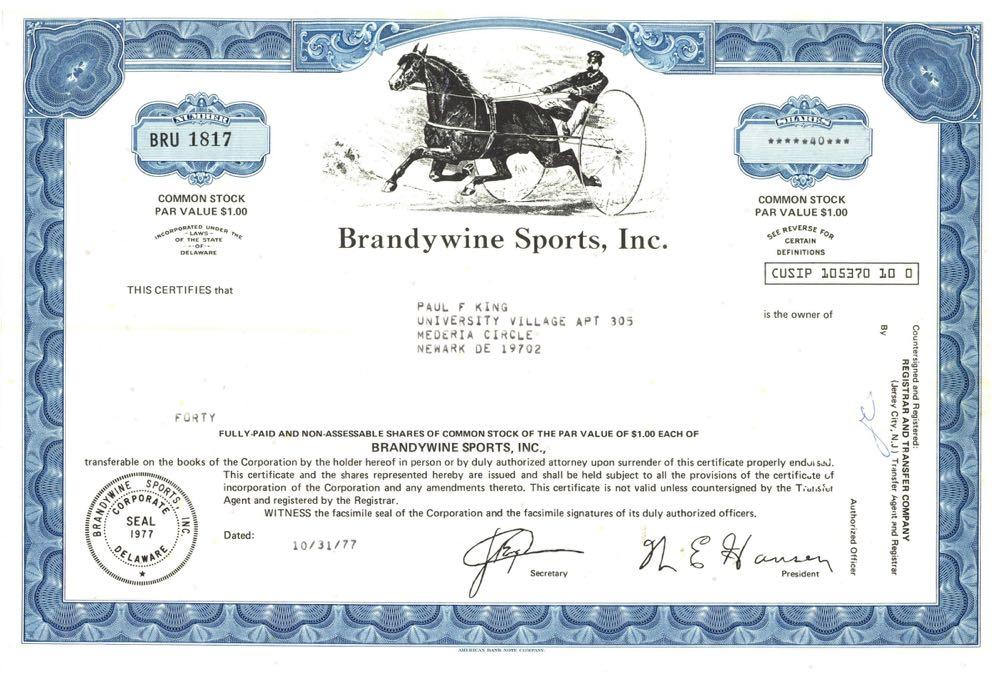 NUMBER
BRU 1817
COMMON STOCK
PAR VALUE $1.00
INCORPORATED UNDER THE
- LAWS -
OF THE STATE
- OF -
DELAWARE
SHARES
*****40***
COMMON STOCK
PAR VALUE $1.00
SEE REVERSE FOR
CERTAIN
DEFINITIONS
Brandywine Sports, Inc.
CUSIP 105370 10 0
THIS CERTIFIES that
PAUL F KING
UNIVERSITY VILLAGE APT 305
MEDERIA CIRCLE
NEWARK DE 19702
is the owner of
FORTY
FULLY-PAID AND NON-ASSESSABLE SHARES OF COMMON STOCK OF THE PAR VALUE OF $1.00 EACH OF
BRANDYWINE SPORTS, INC.,
transferable on the books of the Corporation by the holder hereof in person or by duly authorized attorney upon surrender of this certificate properly endorsed.
This certificate and the shares represented hereby are issued and shall be held subject to all the provisions of the certificate of
incorporation of the Corporation and any amendments thereto. This certificate is not valid unless countersigned by the Transfer
Agent and registered by the Registrar.
WITNESS the facsimile seal of the Corporation and the facsimile signatures of its duly authorized officers.
BRANDYWINE SPORTS, INC.
CORPORATE
SEAL
1977
DELAWARE
Dated:
10/31/77
Secretary
N E Hansen
President
Countersigned and Registered:
REGISTRAR AND TRANSFER COMPANY
(Jersey City, N.J.) Transfer Agent and Registrar
By
Authorized Officer
AMERICAN BANK NOTE COMPANY